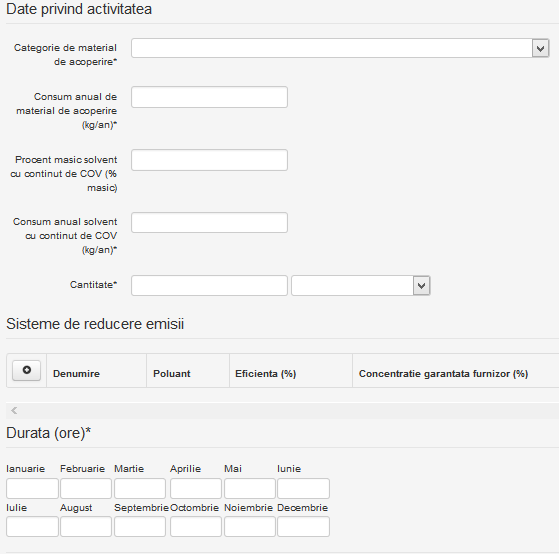 Date privind activitatea
Categorie de material
de acoperire*
Consum anual de
material de acoperire
(kg/an)*
Procent masic solvent
cu continut de COV (%
masic)
Consum anual solvent
cu continut de COV
(kg/an)*
Cantitate*
Sisteme de reducere emisii
Denumire Poluant Eficienta (%) Concentratie garantata furnizor (%)
Durata (ore)*
Ianuarie Februarie Martie Aprilie Mai Iunie
Iulie August Septembrie Octombrie Noiembrie Decembrie